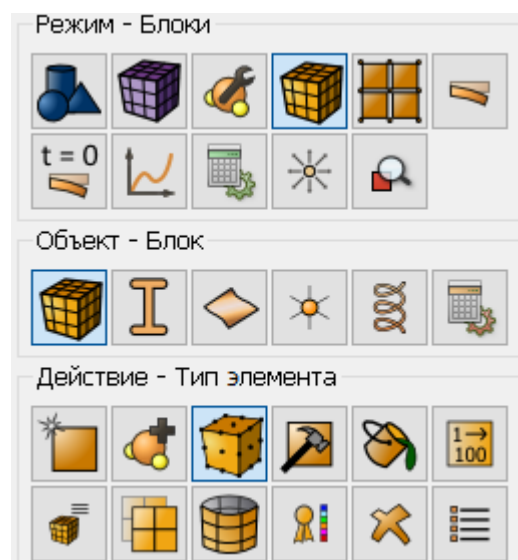 Режим - Блоки
t = 0
Объект - Блок
Действие - Тип элемента
1→
100